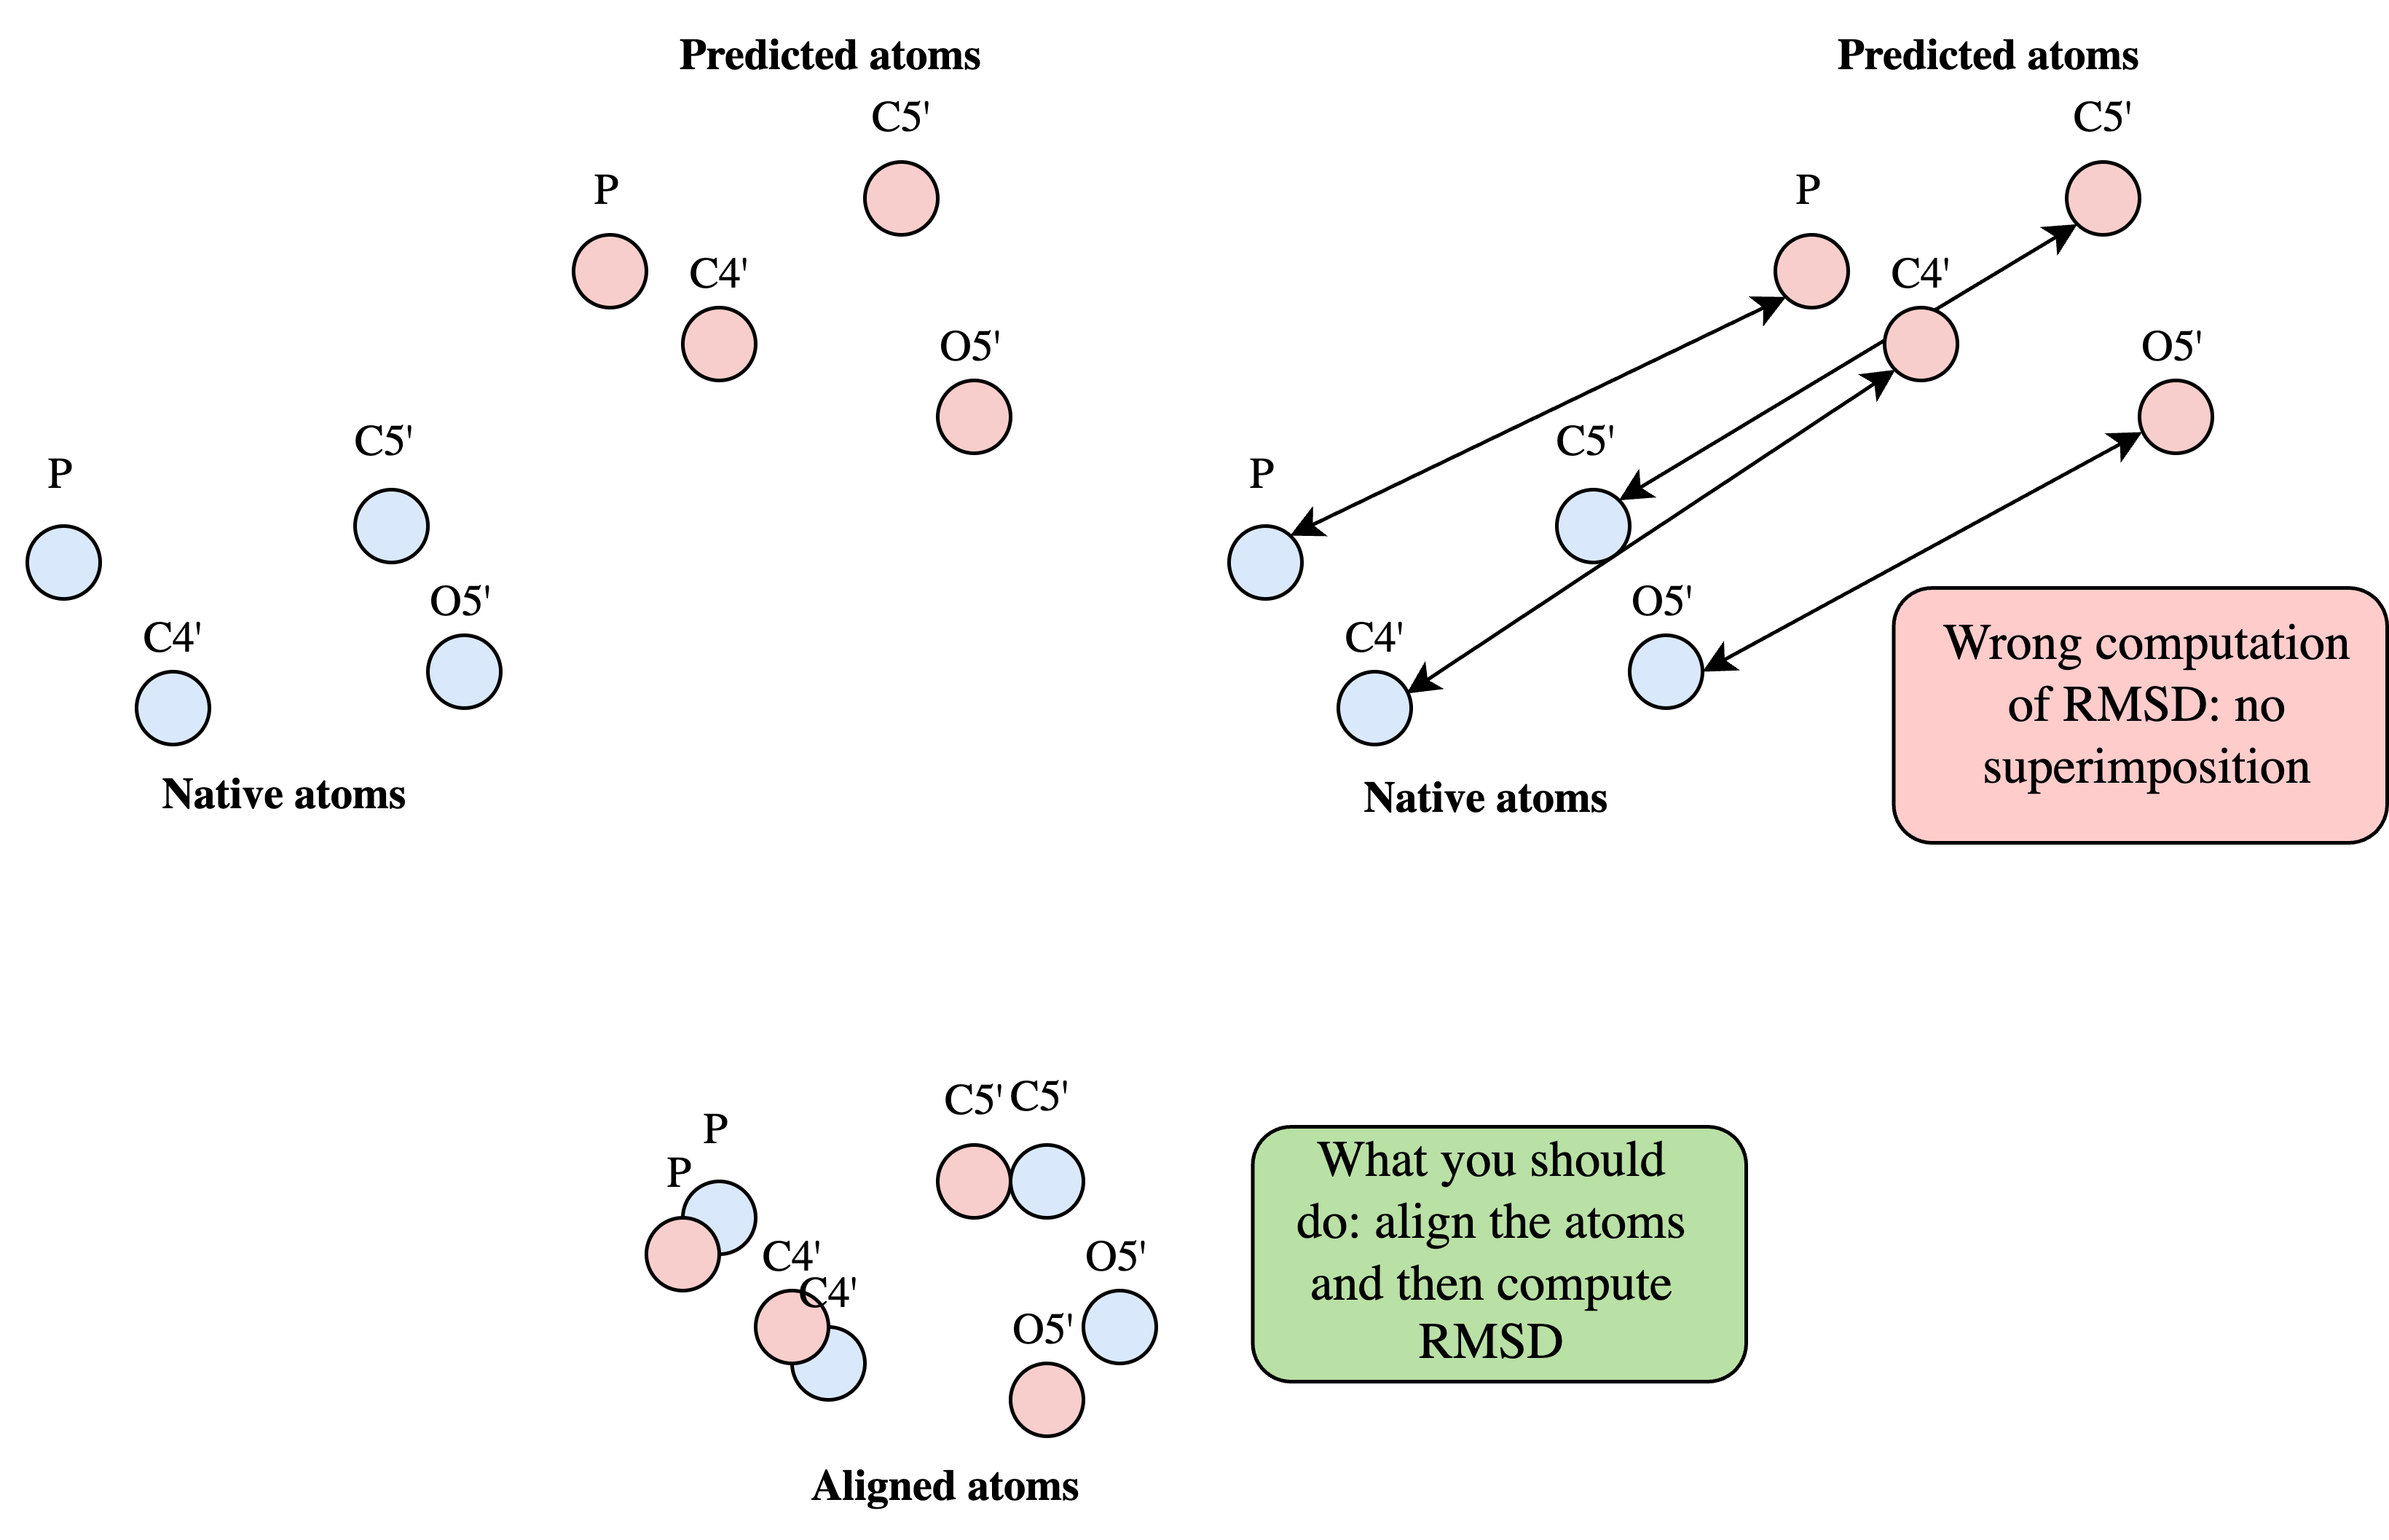 Predicted atoms
C5'
P
C4'
O5'
C5'
P
O5'
C4'
Native atoms
Predicted atoms
C5'
P
C4'
O5'
C5'
P
O5'
C4'
Native atoms
Wrong computation
of RMSD: no
superimposition
C5' C5'
P
P
C4'
C4'
O5'
O5'
Aligned atoms
What you should
do: align the atoms
and then compute
RMSD